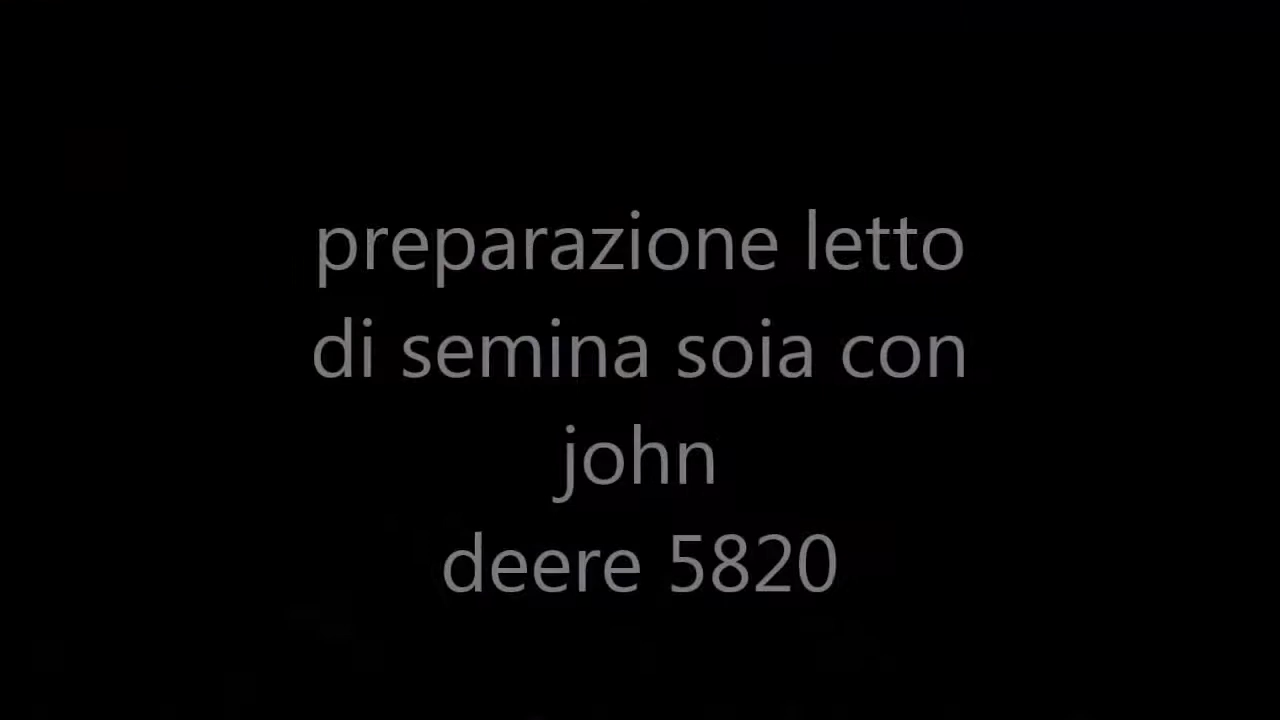 preparazione letto
di semina soia con
john
deere 5820